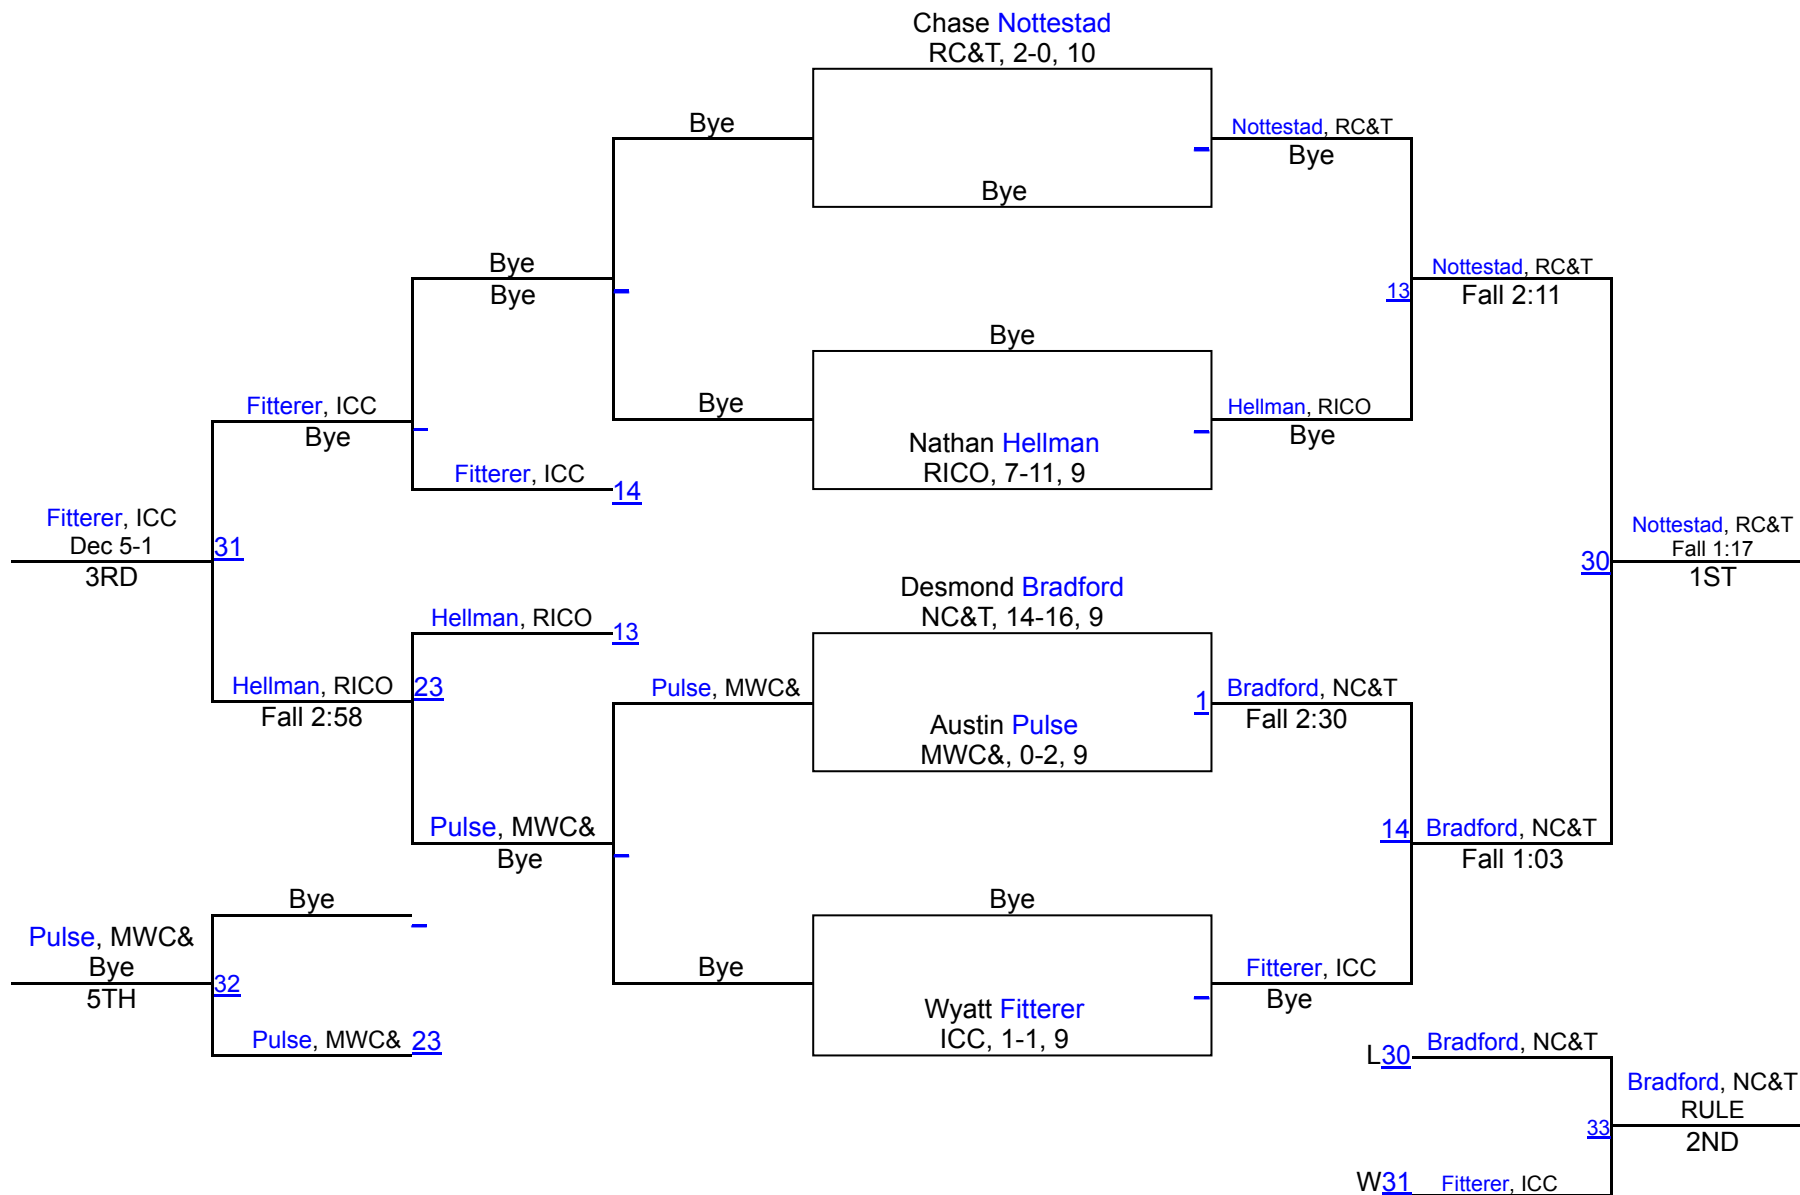 Chase Nottestad
RC&T, 2-0, 10
Bye
Nottestad, RC&T
Bye
Bye
Bye
Bye
Nottestad, RC&T
13
Fall 2:11
Bye
Bye
Hellman, RICO
Bye
Fitterer, ICC
Bye
Nathan Hellman
RICO, 7-11, 9
Fitterer, ICC
14
Fitterer, ICC
Dec 5-1
31
3RD
Nottestad, RC&T
Fall 1:17
30
1ST
Desmond Bradford
NC&T, 14-16, 9
Hellman, RICO
13
Hellman, RICO
23
Fall 2:58
Pulse, MWC&
1
Bradford, NC&T
Fall 2:30
Austin Pulse
MWC&, 0-2, 9
Pulse, MWC&
Bye
14
Bradford, NC&T
Fall 1:03
Bye
Bye
Pulse, MWC&
Bye
32
5TH
Bye
Fitterer, ICC
Bye
Wyatt Fitterer
ICC, 1-1, 9
Pulse, MWC& 23
L30
Bradford, NC&T
Bradford, NC&T
RULE
33
2ND
W31
Fitterer, ICC